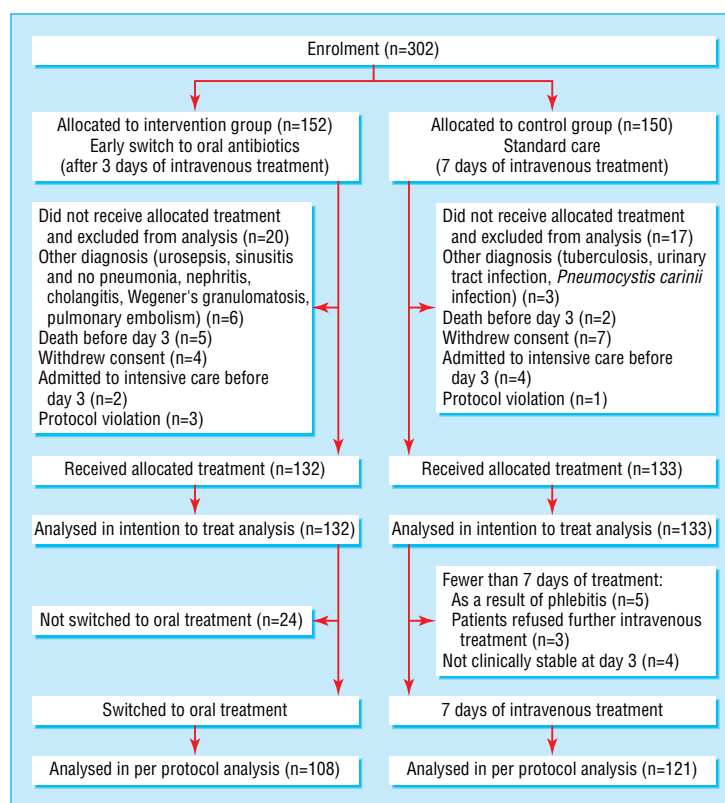 Enrolment (n=302)
Allocated to intervention group (n=152)
Early switch to oral antibiotics
(after 3 days of intravenous treatment)
Allocated to control group (n=150)
Standard care
(7 days of intravenous treatment)
Did not receive allocated treatment
and excluded from analysis (n=20)
Other diagnosis (urosepsis, sinusitis
and no pneumonia, nephritis,
cholangitis, Wegener's granulomatosis,
pulmonary embolism) (n=6)
Death before day 3 (n=5)
Withdrew consent (n=4)
Admitted to intensive care before
day 3 (n=2)
Protocol violation (n=3)
Did not receive allocated treatment
and excluded from analysis (n=17)
Other diagnosis (tuberculosis, urinary
tract infection, Pneumocystis carinii
infection) (n=3)
Death before day 3 (n=2)
Withdrew consent (n=7)
Admitted to intensive care before
day 3 (n=4)
Protocol violation (n=1)
Received allocated treatment (n=132)
Received allocated treatment (n=133)
Analysed in intention to treat analysis (n=132)
Analysed in intention to treat analysis (n=133)
Not switched to oral treatment (n=24)
Fewer than 7 days of treatment:
As a result of phlebitis (n=5)
Patients refused further intravenous
treatment (n=3)
Not clinically stable at day 3 (n=4)
Switched to oral treatment
7 days of intravenous treatment
Analysed in per protocol analysis (n=108)
Analysed in per protocol analysis (n=121)